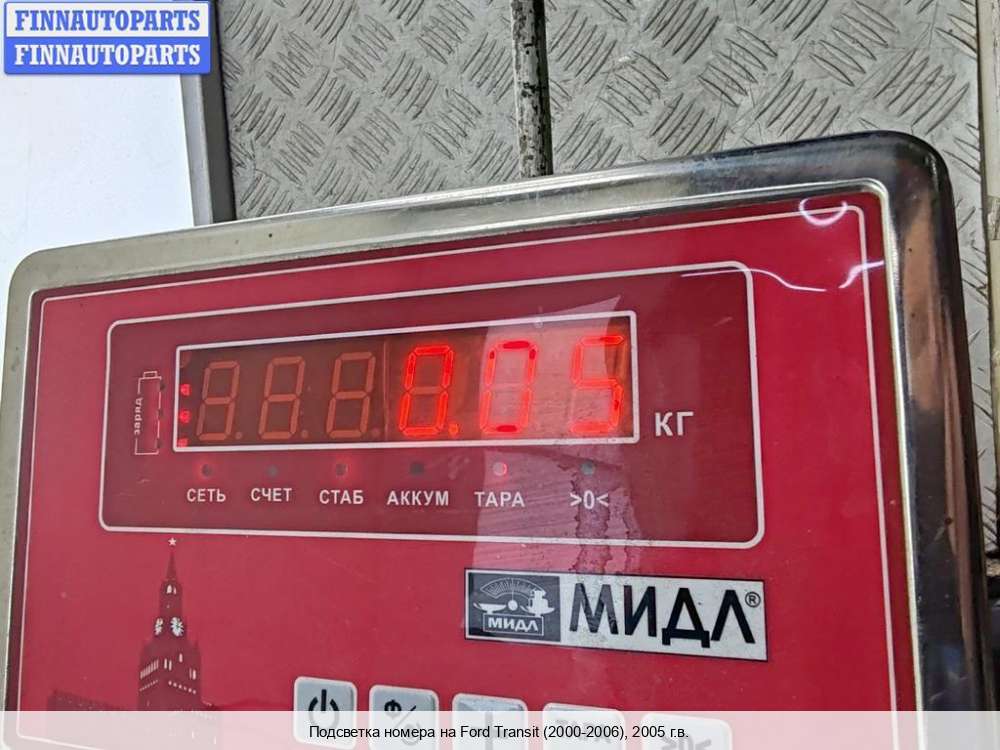 FINNAUTOPARTS
FINNAUTOPARTS
заряд
0.05 КГ
СЕТЬ СЧЕТ СТАБ АККУМ ТАРА >0<
МИДЛ МИДЛ®
Подсветка номера на Ford Transit (2000-2006), 2005 г.в.